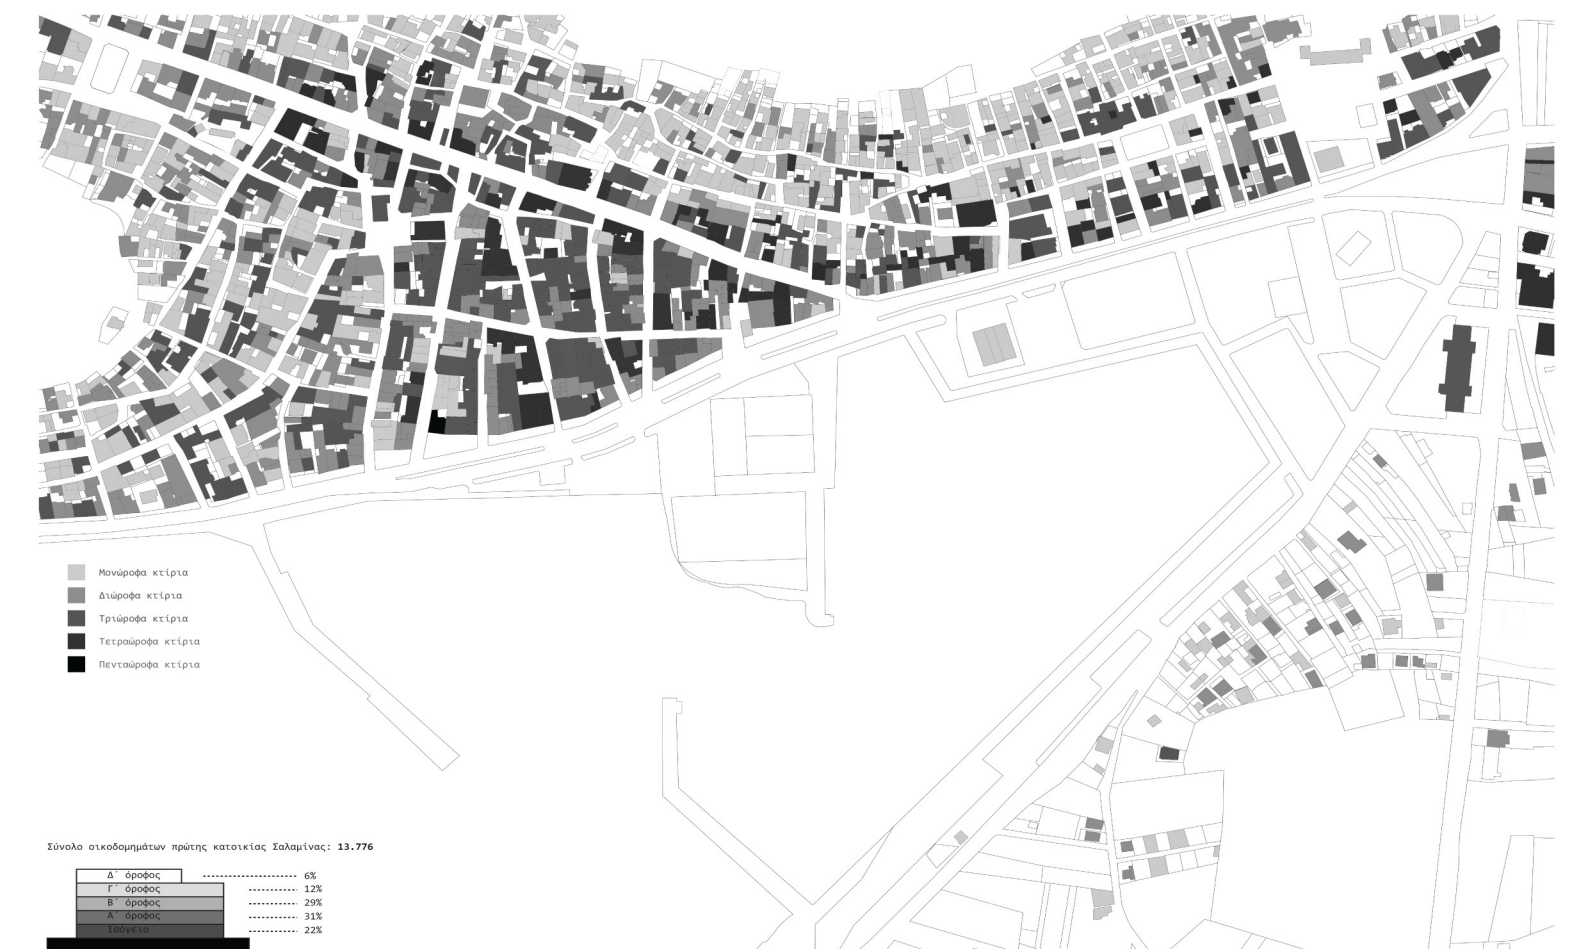 Μονώροφα κτίρια
Διώροφα κτίρια
Τριώροφα κτίρια
Τετραώροφα κτίρια
Πενταώροφα κτίρια
Σύνολο οικοδομημάτων πρώτης κατοικίας Σαλαμίνας: 13.776
Δ΄ όροφος 6%
Γ΄ όροφος 12%
Β΄ όροφος 29%
Α΄ όροφος 31%
Ισόγειο 22%